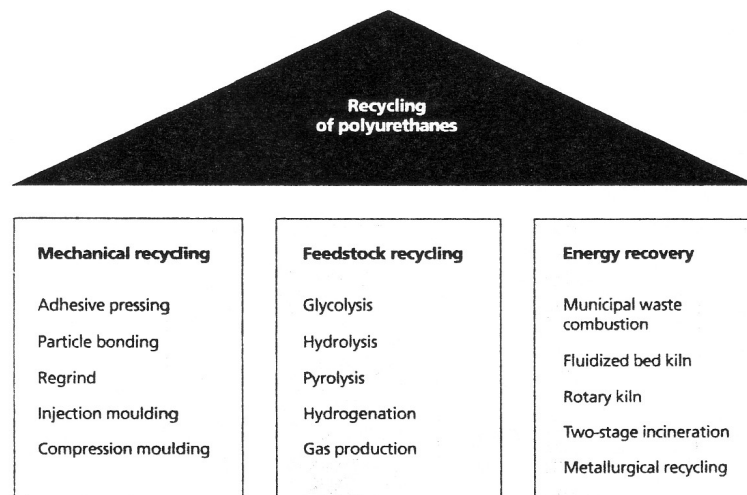 Recycling
of polyurethanes
Mechanical recycling
Adhesive pressing
Particle bonding
Regrind
Injection moulding
Compression moulding
Feedstock recycling
Glycolysis
Hydrolysis
Pyrolysis
Hydrogenation
Gas production
Energy recovery
Municipal waste
combustion
Fluidized bed kiln
Rotary kiln
Two-stage incineration
Metallurgical recycling